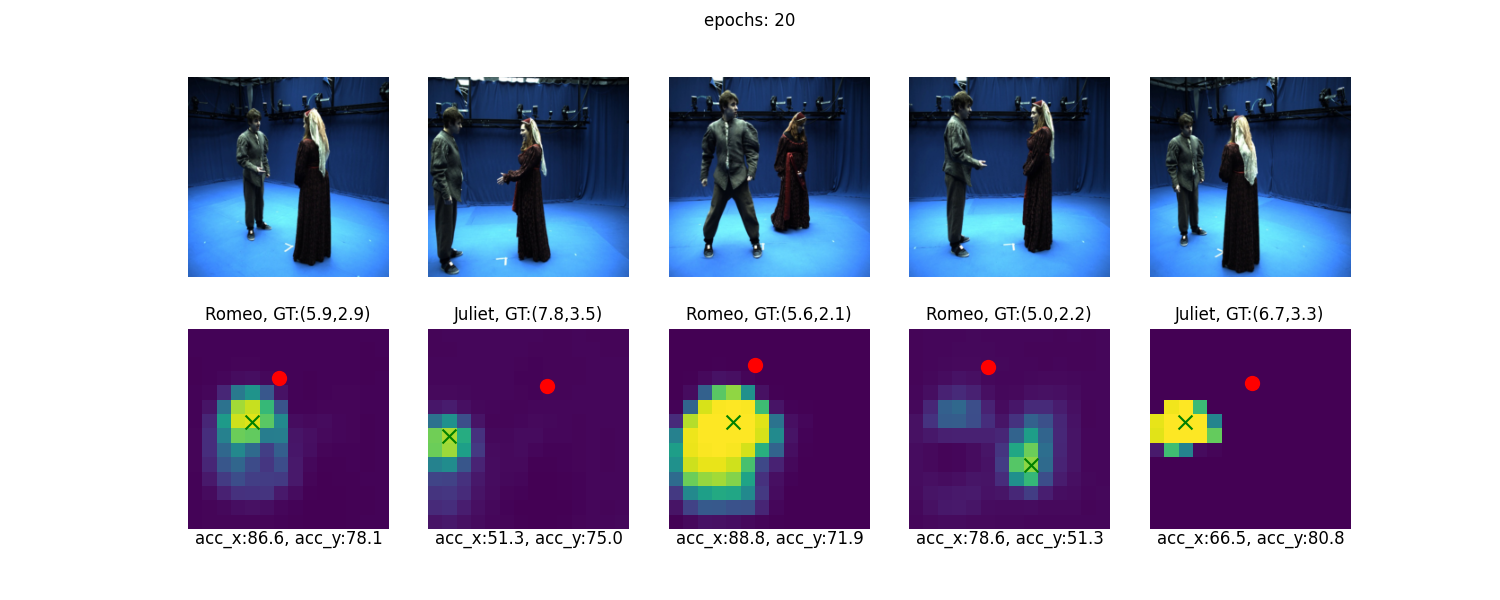 epochs: 20
Romeo, GT:(5.9,2.9)
Juliet, GT:(7.8,3.5)
Romeo, GT:(5.6,2.1)
Romeo, GT:(5.0,2.2)
Juliet, GT:(6.7,3.3)
acc_x:86.6, acc_y:78.1
acc_x:51.3, acc_y:75.0
acc_x:88.8, acc_y:71.9
acc_x:78.6, acc_y:51.3
acc_x:66.5, acc_y:80.8